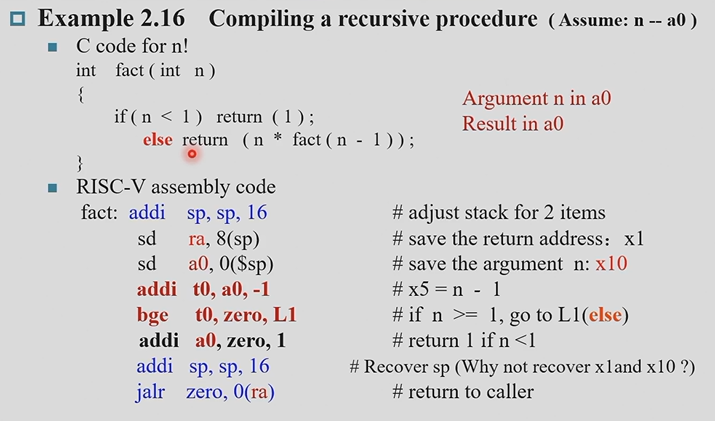 Example 2.16 Compiling a recursive procedure ( Assume: n -- a0 )
C code for n!
int fact ( int n )
{
if ( n < 1 ) return ( 1 ) ;
else return ( n * fact ( n - 1 ) ) ;
}
Argument n in a0
Result in a0
RISC-V assembly code
fact: addi sp, sp, 16 # adjust stack for 2 items
sd ra, 8(sp) # save the return address: x1
sd a0, 0($sp) # save the argument n: x10
addi t0, a0, -1 # x5 = n - 1
bge t0, zero, L1 # if n >= 1, go to L1(else)
addi a0, zero, 1 # return 1 if n <1
addi sp, sp, 16 # Recover sp (Why not recover x1and x10 ?)
jalr zero, 0(ra) # return to caller